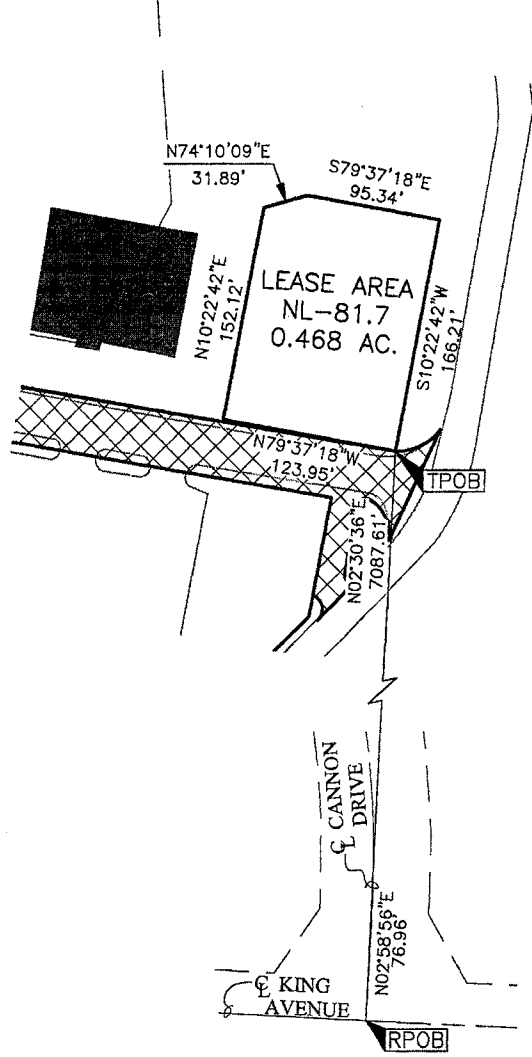 N74°10'09"E
31.89'
S79°37'18"E
95.34'
N10°22'42"E
152.12'
LEASE AREA
NL-81.7
0.468 AC.
S10°22'42"W
166.21'
N79°37'18"W
123.95'
TPOB
N02°30'36"E
7087.61'
℄ CANNON
DRIVE
N02°58'56"E
76.96'
℄ KING
AVENUE
RPOB